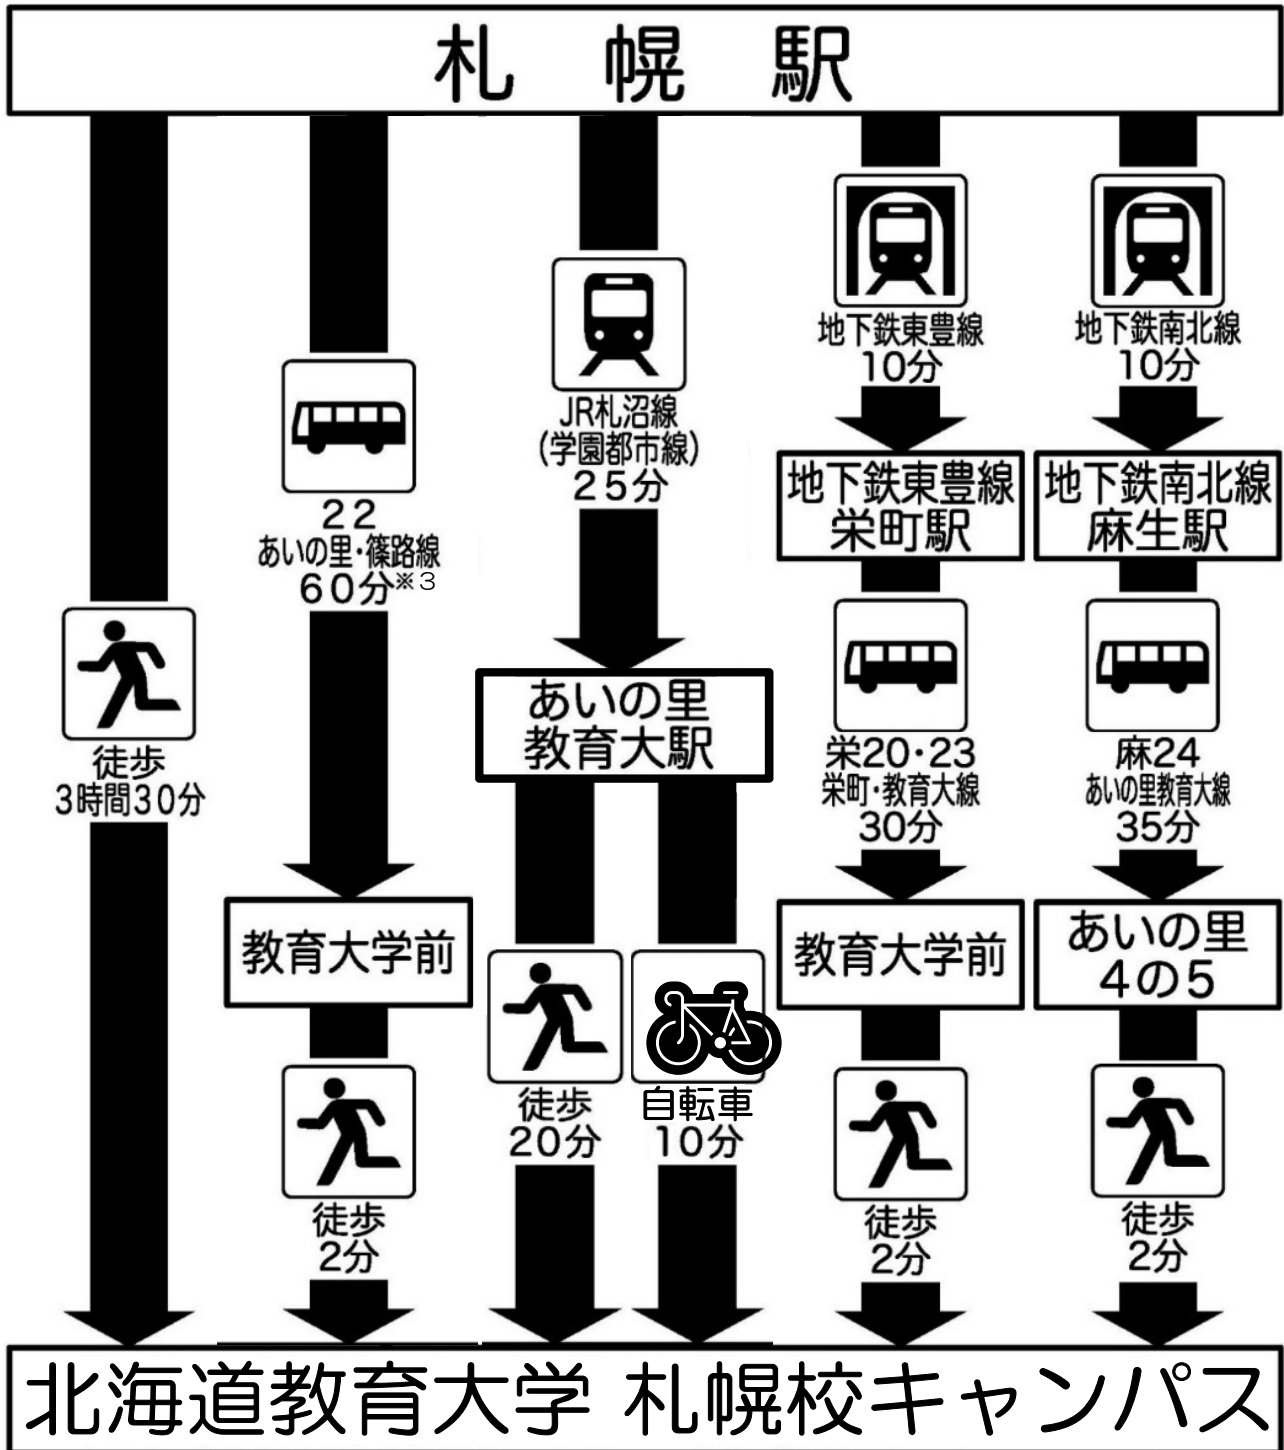 札幌駅
徒歩
3時間30分
22
あいの里・篠路線
60分※3
教育大学前
徒歩
2分
JR札沼線
(学園都市線)
25分
あいの里
教育大駅
徒歩
20分
自転車
10分
地下鉄東豊線
10分
地下鉄東豊線
栄町駅
栄20・23
栄町・教育大線
30分
教育大学前
徒歩
2分
地下鉄南北線
10分
地下鉄南北線
麻生駅
麻24
あいの里教育大線
35分
あいの里
4の5
徒歩
2分
北海道教育大学 札幌校キャンパス